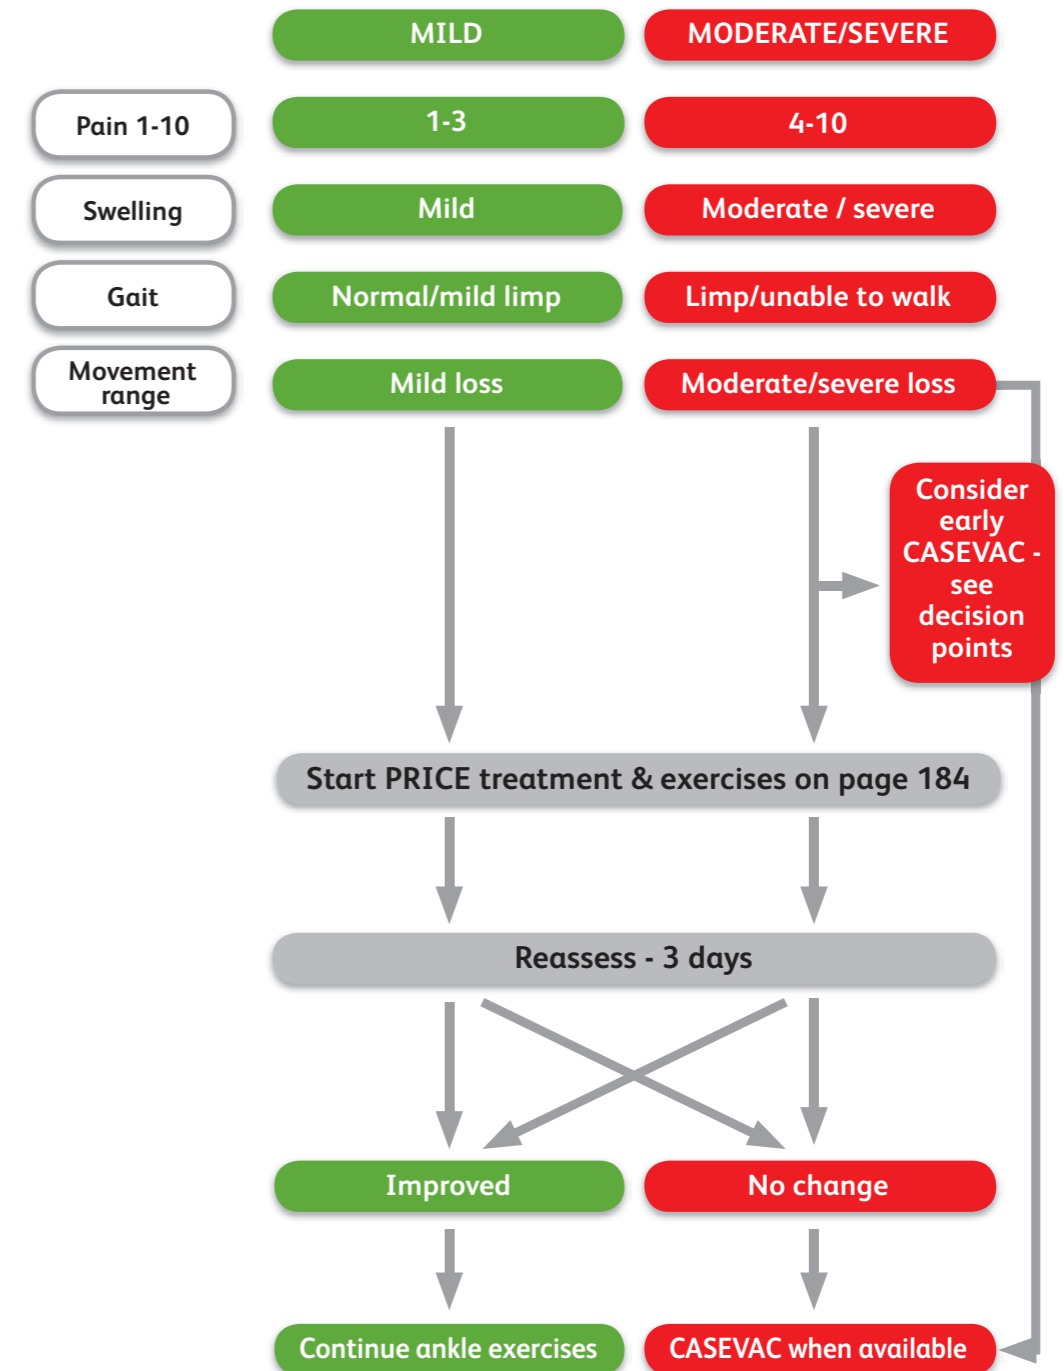 MILD
MODERATE/SEVERE
Pain 1-10
1-3
4-10
Swelling
Mild
Moderate / severe
Gait
Normal/mild limp
Limp/unable to walk
Movement
range
Mild loss
Moderate/severe loss
Consider
early
CASEVAC -
see
decision
points
Start PRICE treatment & exercises on page 184
Reassess - 3 days
Improved
No change
Continue ankle exercises
CASEVAC when available